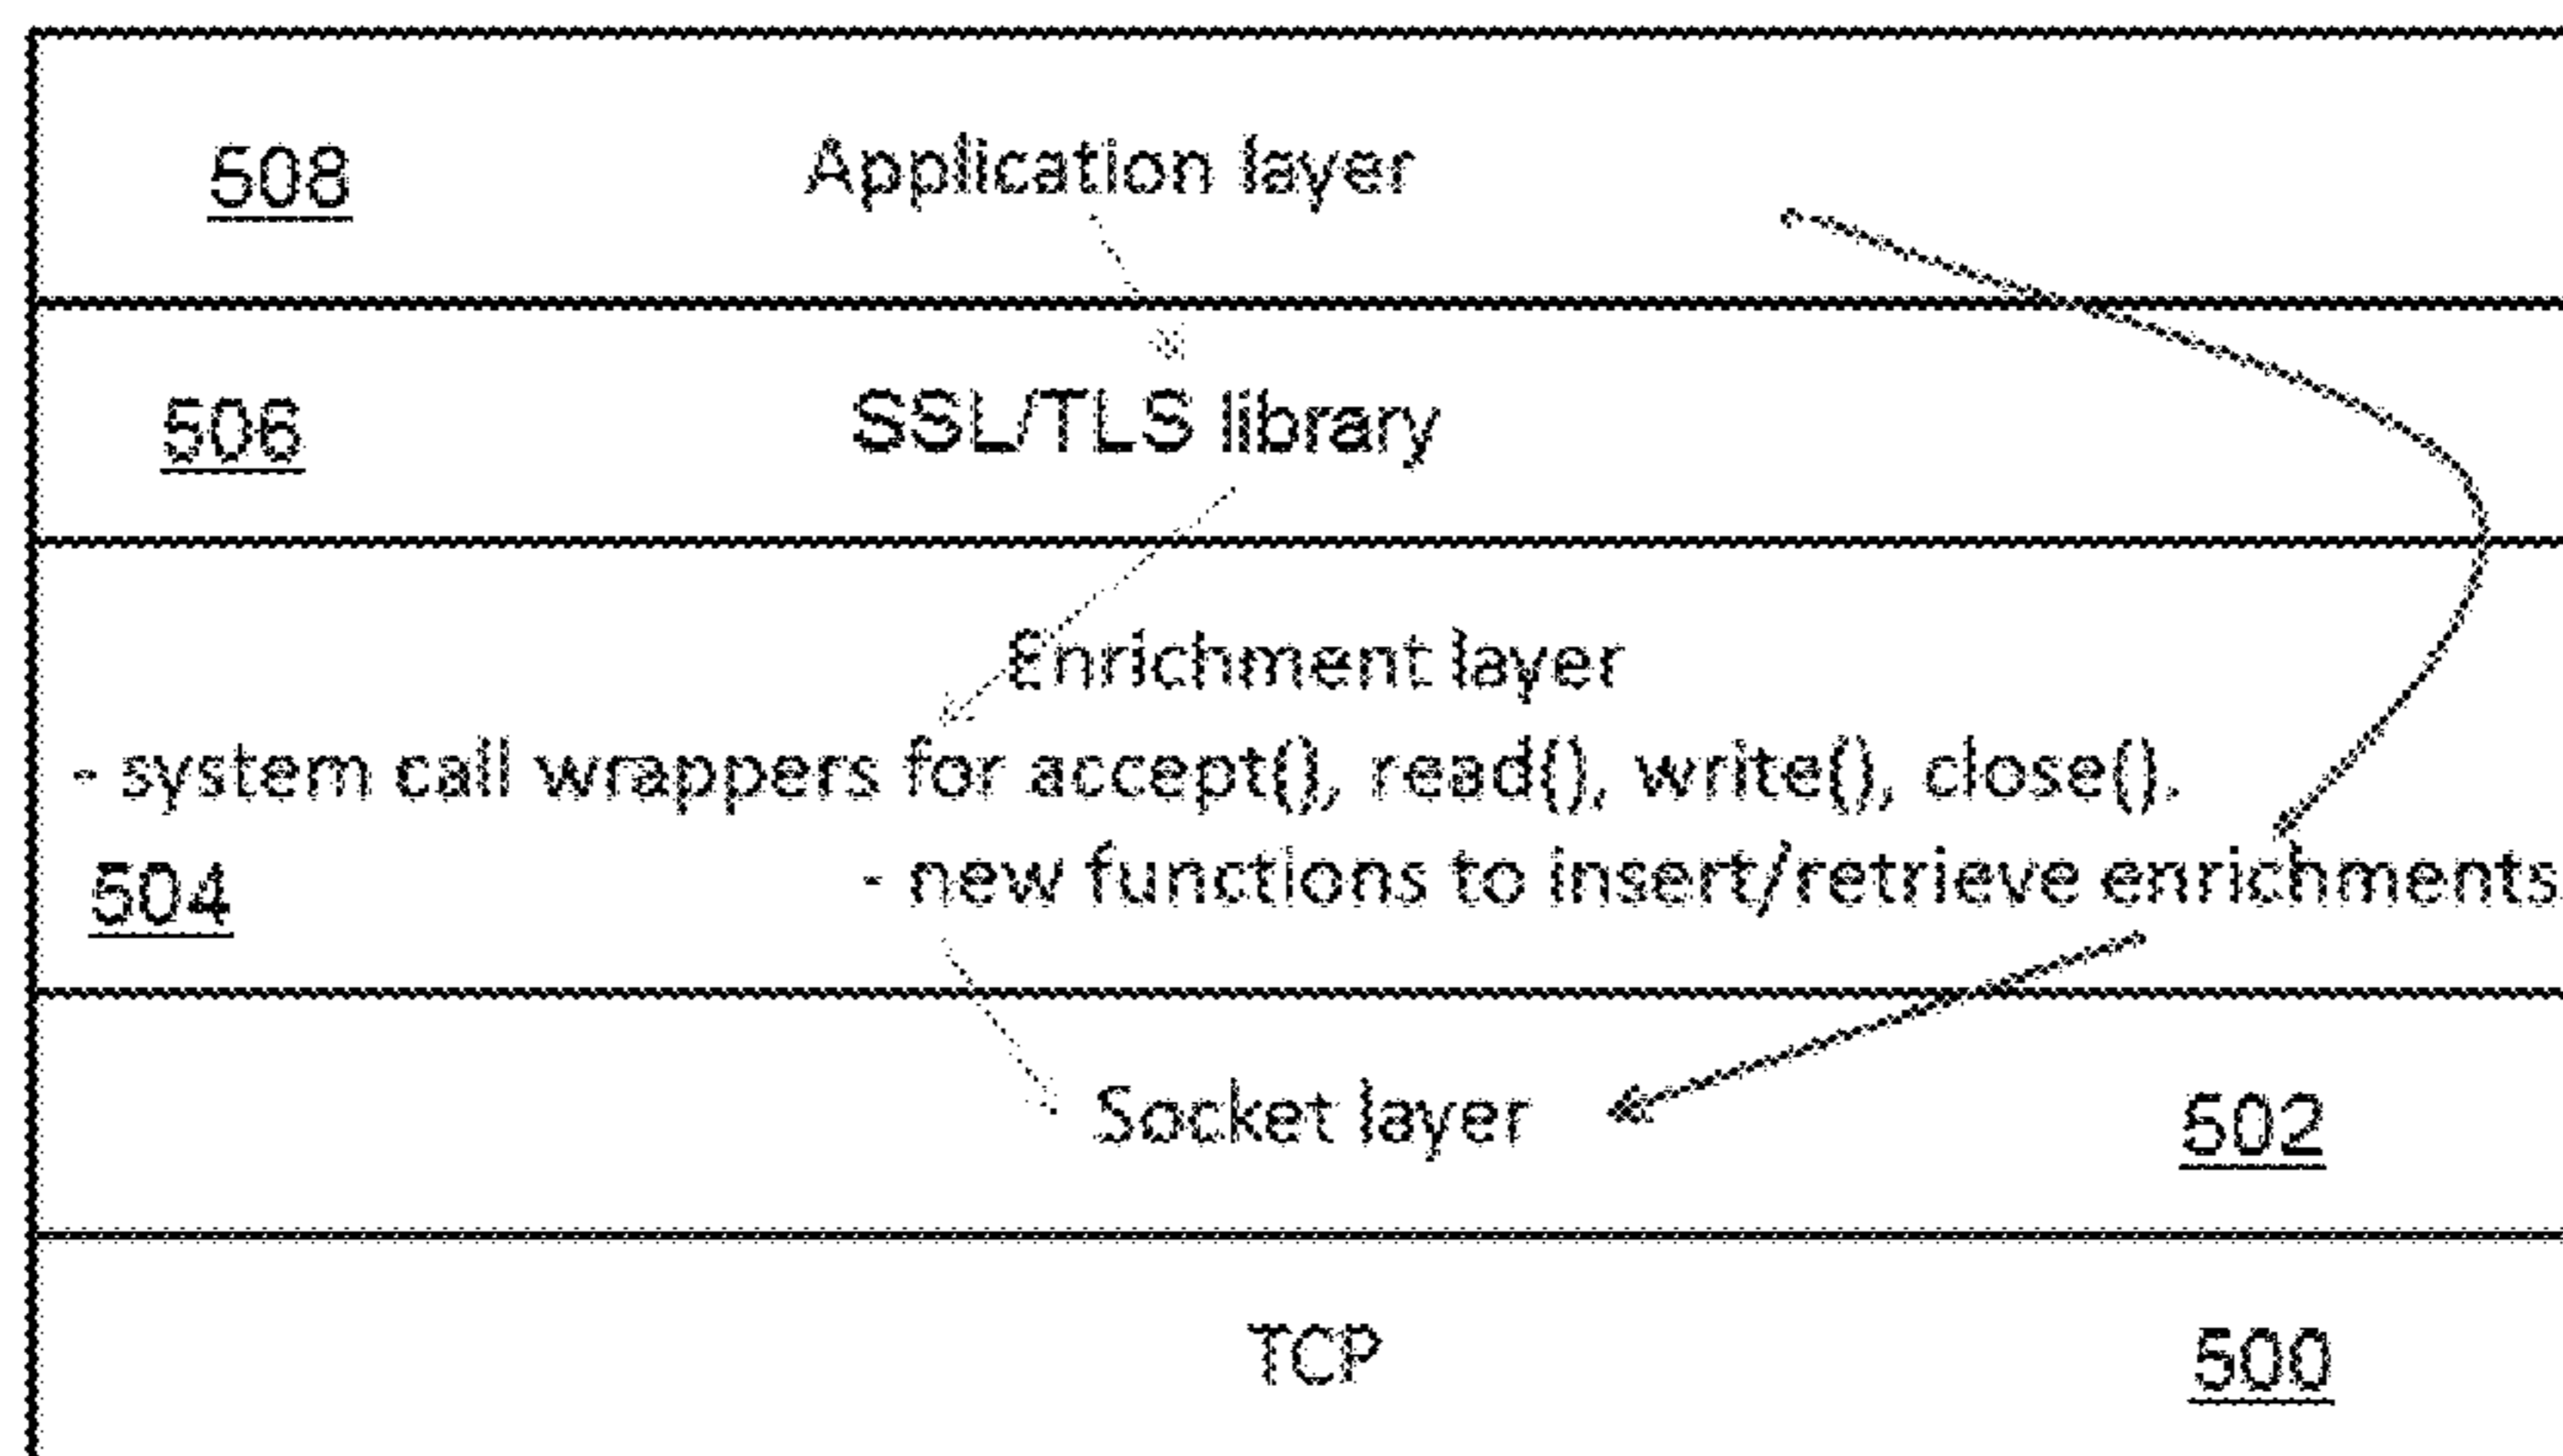 508 Application layer
506 SSL/TLS library
Enrichment layer
- system call wrappers for accept(), read(), write(), close().
504 - new functions to insert/retrieve enrichments
Socket layer 502
TCP 500